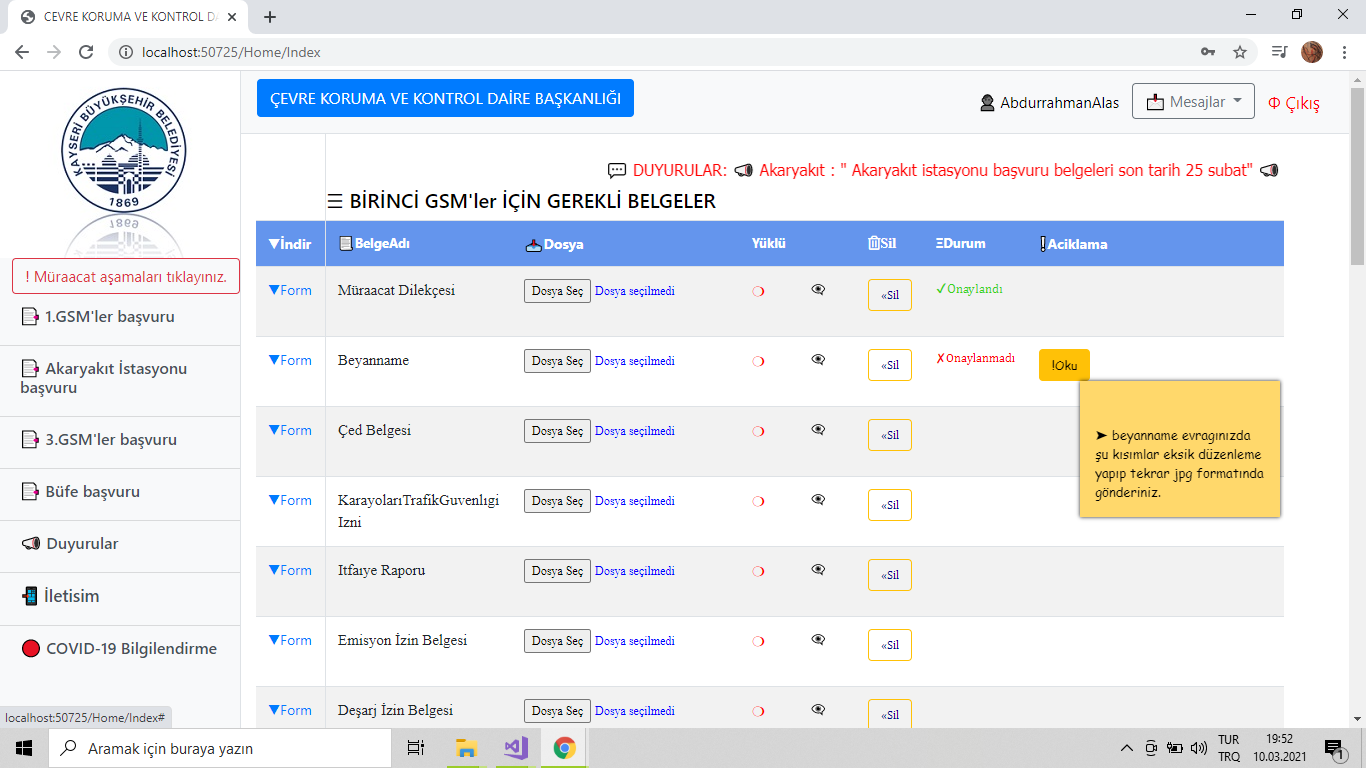 CEVRE KORUMA VE KONTROL D
localhost:50725/Home/Index
KAYSERİ BÜYÜKŞEHİR BELEDİYESİ
1869
ÇEVRE KORUMA VE KONTROL DAİRE BAŞKANLIĞI
AbdurrahmanAlas
Mesajlar
Çıkış
DUYURULAR: Akaryakıt : " Akaryakıt istasyonu başvuru belgeleri son tarih 25 subat"
☰ BİRİNCİ GSM'ler İÇİN GEREKLİ BELGELER
! Müraacat aşamaları tıklayınız.
1.GSM'ler başvuru
Akaryakıt İstasyonu
başvuru
3.GSM'ler başvuru
Büfe başvuru
Duyurular
İletisim
COVID-19 Bilgilendirme
localhost:50725/Home/Index#
▼İndir BelgeAdı Dosya Yüklü Sil ΞDurum Aciklama
▼Form Müraacat Dilekçesi Dosya Seç Dosya seçilmedi «Sil ✓Onaylandı
▼Form Beyanname Dosya Seç Dosya seçilmedi «Sil ✗Onaylanmadı !Oku
➤ beyanname evragınızda
şu kısımlar eksik düzenleme
yapıp tekrar jpg formatında
gönderiniz.
▼Form Çed Belgesi Dosya Seç Dosya seçilmedi «Sil
▼Form KarayolarıTrafikGuvenlıgi
Izni Dosya Seç Dosya seçilmedi «Sil
▼Form Itfaıye Raporu Dosya Seç Dosya seçilmedi «Sil
▼Form Emisyon İzin Belgesi Dosya Seç Dosya seçilmedi «Sil
▼Form Deşarj İzin Belgesi Dosya Seç Dosya seçilmedi «Sil
Aramak için buraya yazın
TUR
TRQ
19:52
10.03.2021
1